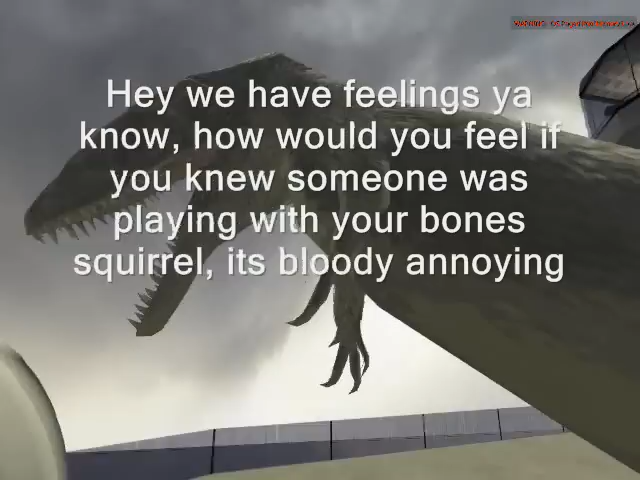 Hey we have feelings ya
know, how would you feel if
you knew someone was
playing with your bones
squirrel, its bloody annoying